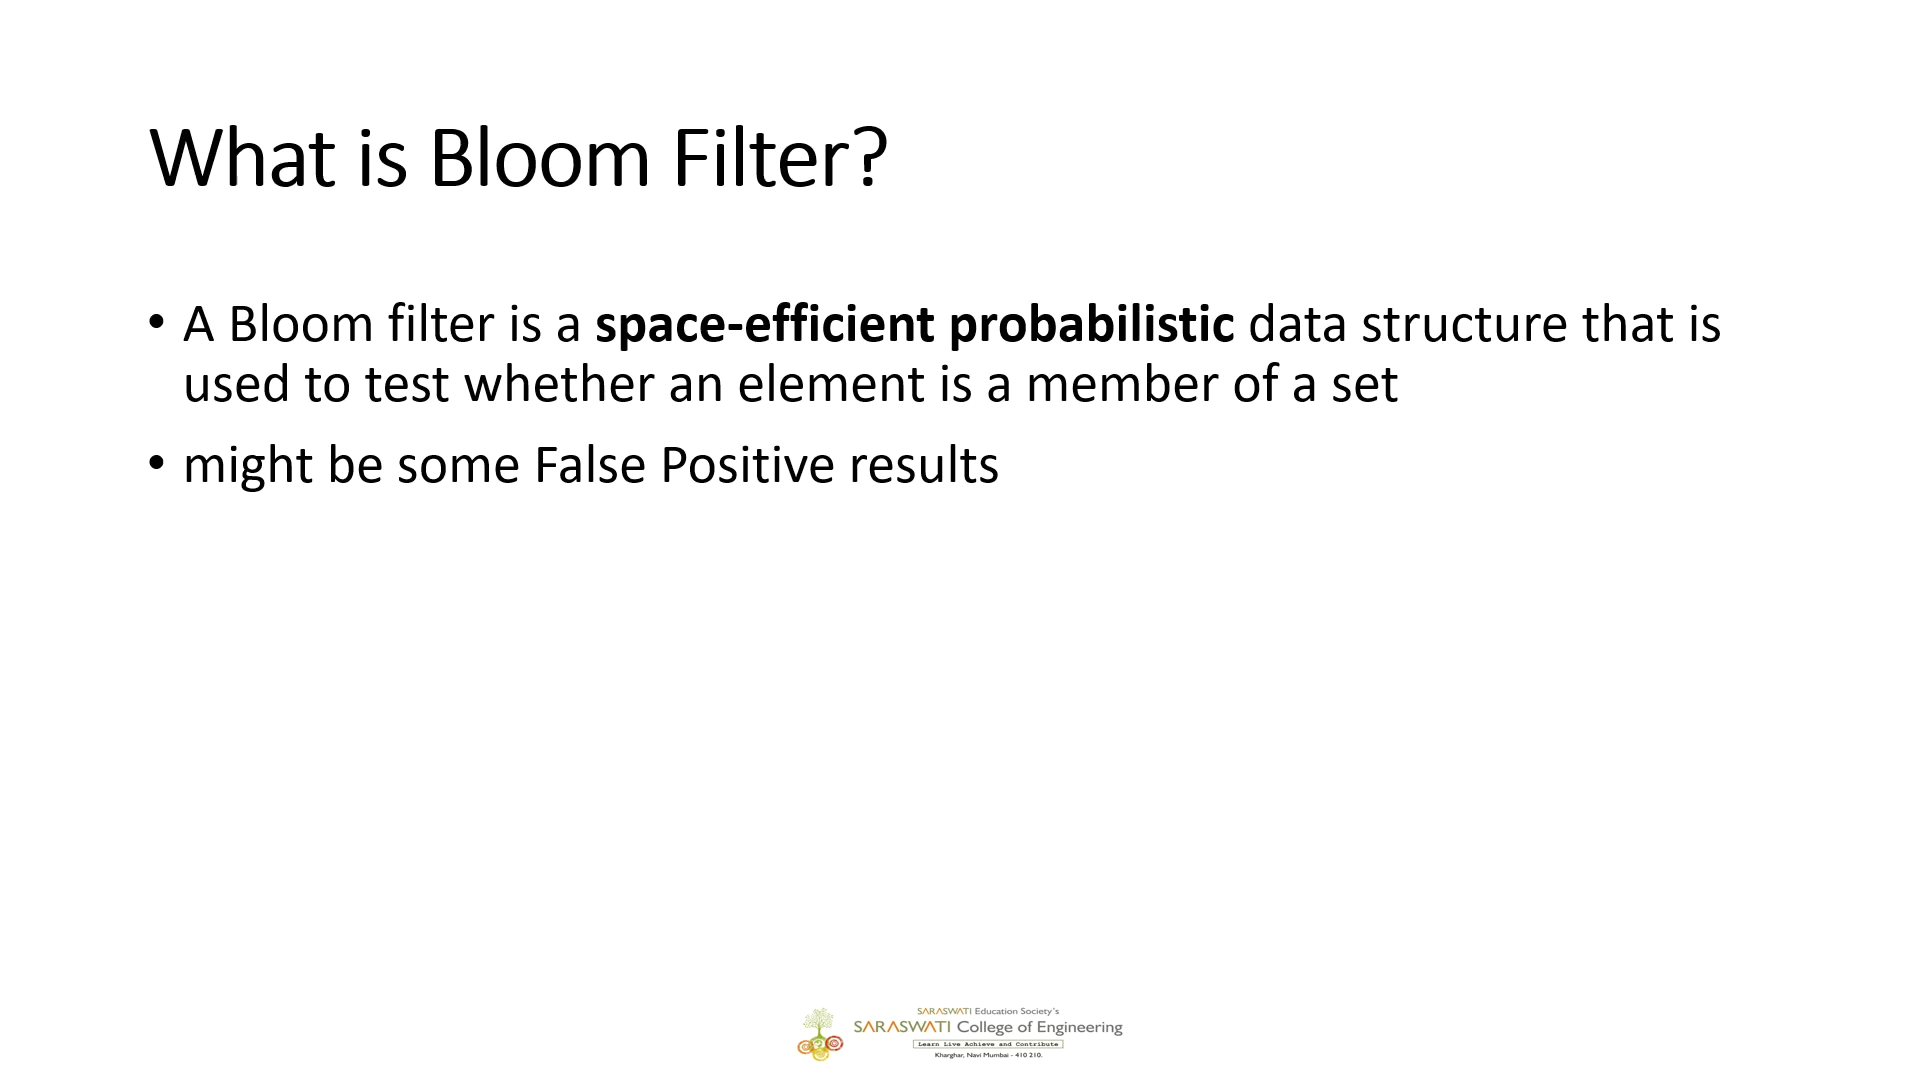 What is Bloom Filter?
• A Bloom filter is a space-efficient probabilistic data structure that is
used to test whether an element is a member of a set
• might be some False Positive results
SARASWATI Education Society's
SARASWATI College of Engineering
Learn Live Achieve and Contribute
Kharghar, Navi Mumbai - 410 210.